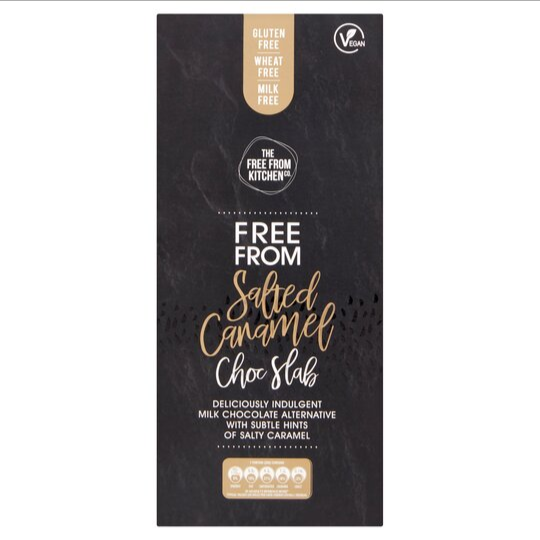 GLUTEN
FREE
WHEAT
FREE
MILK
FREE
VEGAN
THE
FREE FROM
KITCHEN CO.
FREE
FROM
Salted
Caramel
Choc Slab
DELICIOUSLY INDULGENT
MILK CHOCOLATE ALTERNATIVE
WITH SUBTLE HINTS
OF SALTY CARAMEL